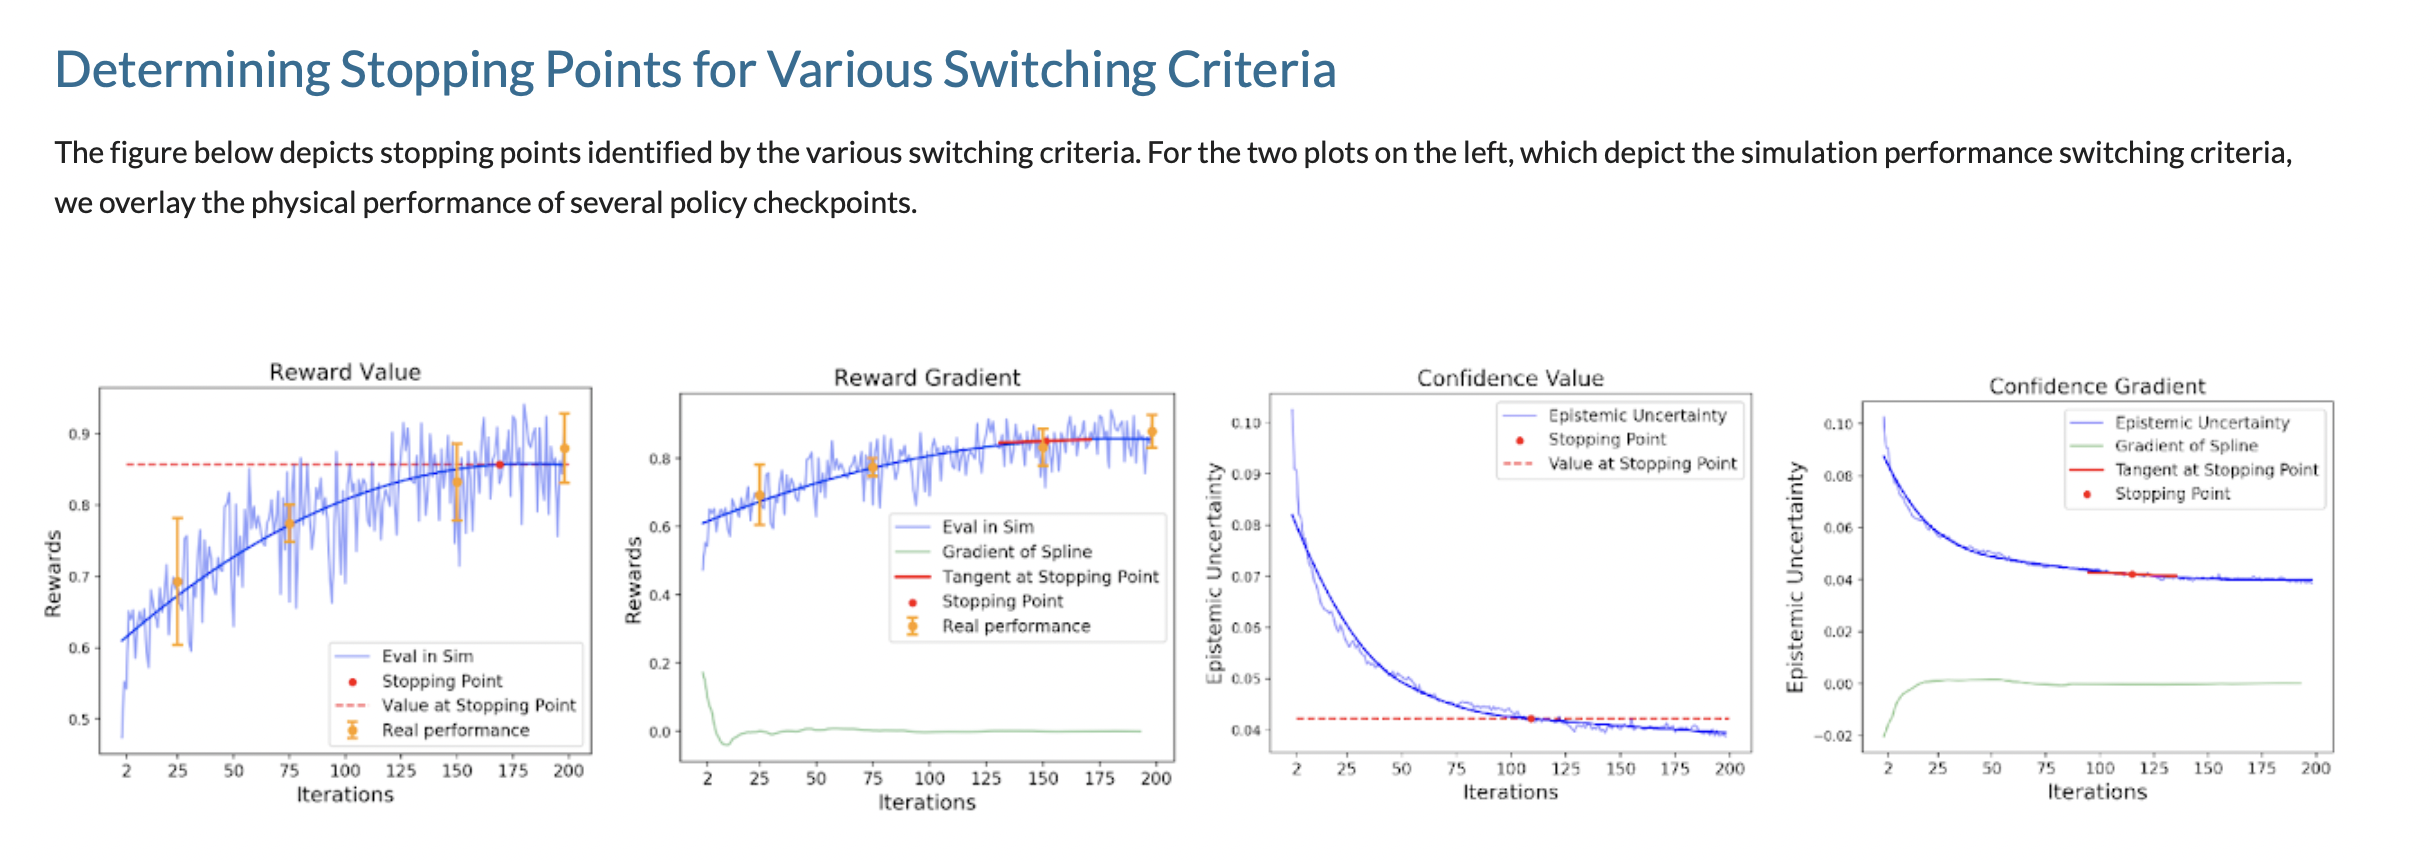 Determining Stopping Points for Various Switching Criteria
The figure below depicts stopping points identified by the various switching criteria. For the two plots on the left, which depict the simulation performance switching criteria,
we overlay the physical performance of several policy checkpoints.
Reward Value
Rewards
0.9
0.8
0.7
0.6
0.5
Eval in Sim
Stopping Point
Value at Stopping Point
Real performance
2 25 50 75 100 125 150 175 200
Iterations
Reward Gradient
Rewards
0.8
0.6
0.4
0.2
0.0
Eval in Sim
Gradient of Spline
Tangent at Stopping Point
Stopping Point
Real performance
2 25 50 75 100 125 150 175 200
Iterations
Confidence Value
Epistemic Uncertainty
0.10
0.09
0.08
0.07
0.06
0.05
0.04
Epistemic Uncertainty
Stopping Point
Value at Stopping Point
2 25 50 75 100 125 150 175 200
Iterations
Confidence Gradient
Epistemic Uncertainty
0.10
0.08
0.06
0.04
0.02
0.00
−0.02
Epistemic Uncertainty
Gradient of Spline
Tangent at Stopping Point
Stopping Point
2 25 50 75 100 125 150 175 200
Iterations